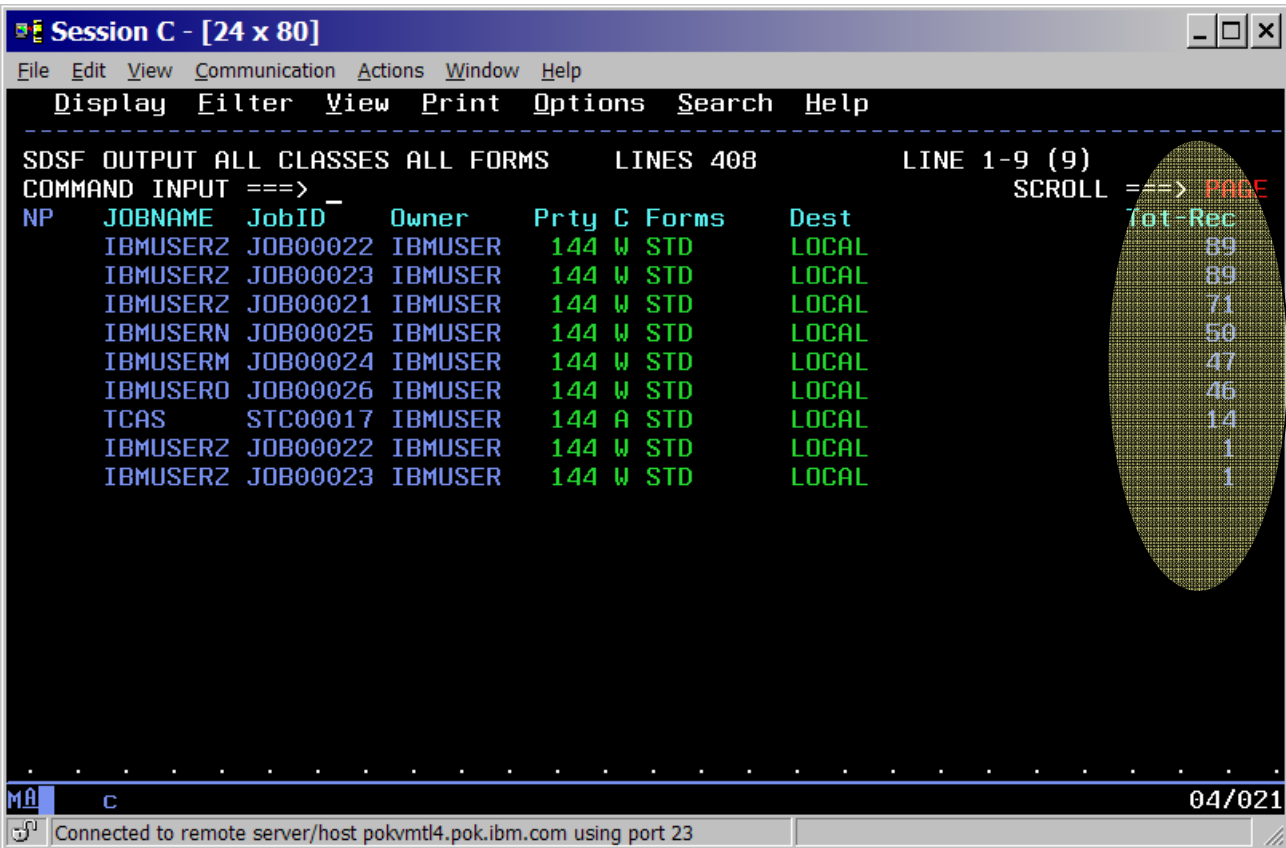 Session C - [24 x 80]
File Edit View Communication Actions Window Help
Display Filter View Print Options Search Help
SDSF OUTPUT ALL CLASSES ALL FORMS LINES 408 LINE 1-9 (9)
COMMAND INPUT ===> _ SCROLL ===> PAGE
NP JOBNAME JobID Owner Prty C Forms Dest Tot-Rec
IBMUSERZ JOB00022 IBMUSER 144 W STD LOCAL 89
IBMUSERZ JOB00023 IBMUSER 144 W STD LOCAL 89
IBMUSERZ JOB00021 IBMUSER 144 W STD LOCAL 71
IBMUSERN JOB00025 IBMUSER 144 W STD LOCAL 50
IBMUSERM JOB00024 IBMUSER 144 W STD LOCAL 47
IBMUSERO JOB00026 IBMUSER 144 W STD LOCAL 46
TCAS STC00017 IBMUSER 144 A STD LOCAL 14
IBMUSERZ JOB00022 IBMUSER 144 W STD LOCAL 1
IBMUSERZ JOB00023 IBMUSER 144 W STD LOCAL 1
MA c 04/021
Connected to remote server/host pokvmtl4.pok.ibm.com using port 23